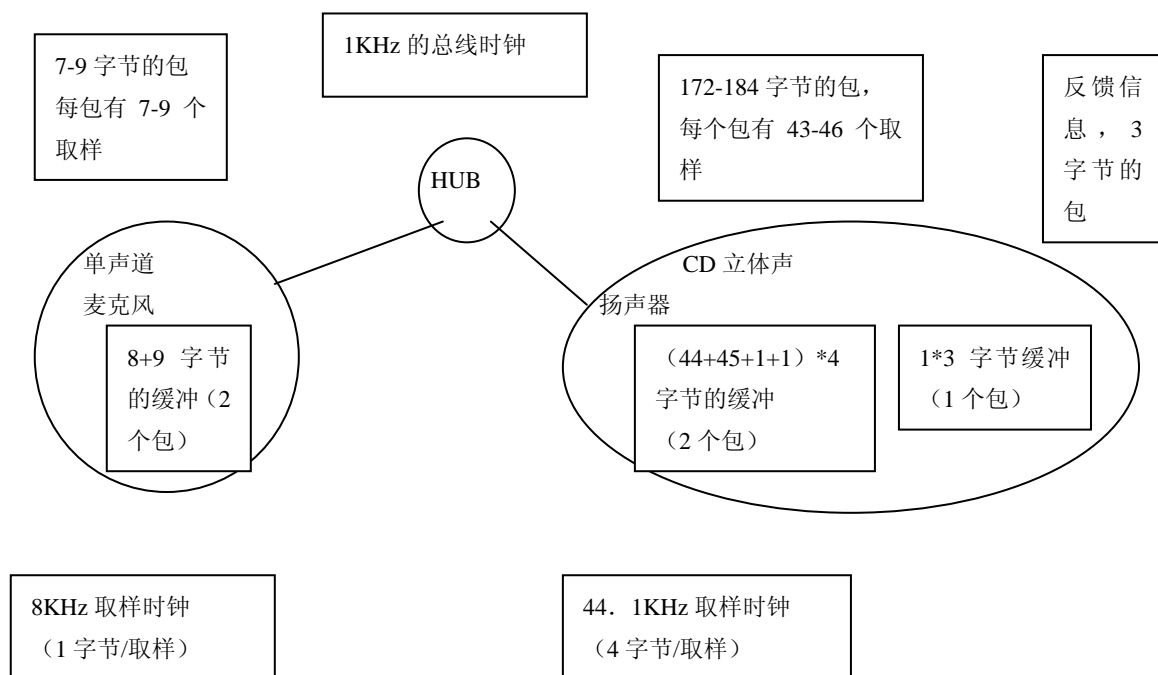 7-9 字节的包
每包有 7-9 个
取样
1KHz 的总线时钟
172-184 字节的包，
每个包有 43-46 个取
样
反馈信
息，3
字节的
包
HUB
单声道
麦克风
8+9 字节
的缓冲（2
个包）
CD 立体声
扬声器
（44+45+1+1）*4
字节的缓冲
（2 个包）
1*3 字节缓冲
（1 个包）
8KHz 取样时钟
（1 字节/取样）
44．1KHz 取样时钟
（4 字节/取样）